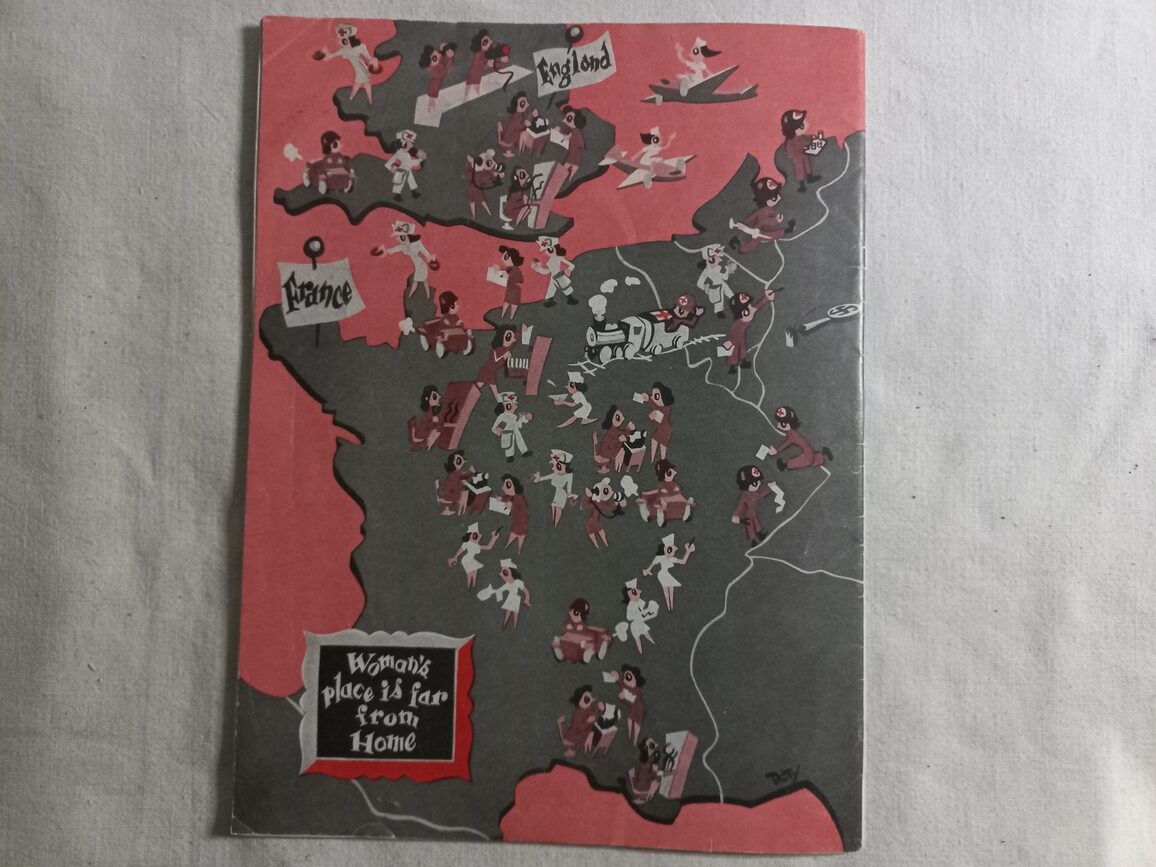 England
France
Woman's
place is far
from
Home